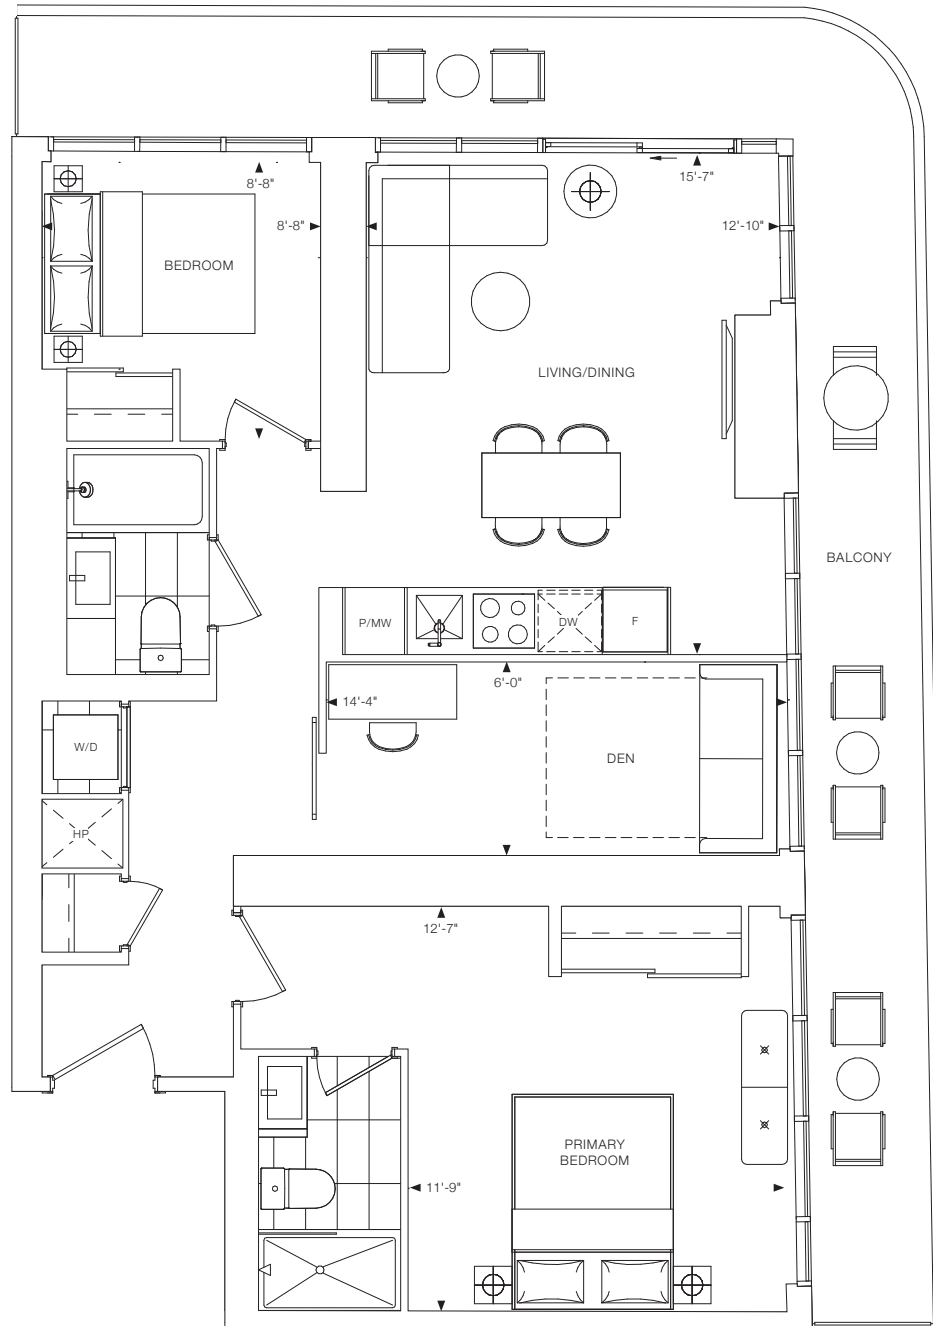 8'-8"
15'-7"
8'-8"
12'-10"
BEDROOM
LIVING/DINING
BALCONY
P/MW
DW
F
6'-0"
14'-4"
W/D
DEN
HP
12'-7"
PRIMARY
BEDROOM
11'-9"